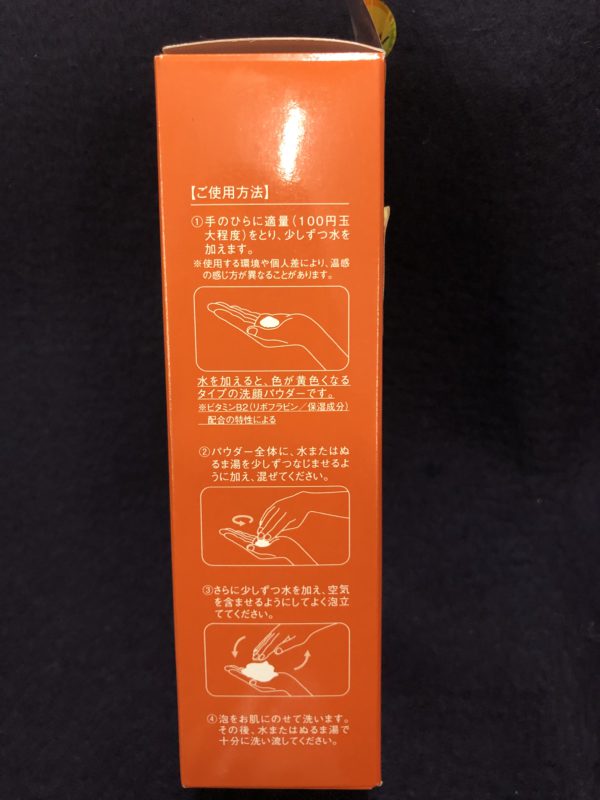 【ご使用方法】
①手のひらに適量(100円玉
大程度)をとり、少しずつ水を
加えます。
※使用する環境や個人差により、温感
の感じ方が異なることがあります。
水を加えると、色が黄色くなる
タイプの洗顔パウダーです。
※ビタミンB2(リボフラビン/保湿成分)
配合の特性による
②パウダー全体に、水またはぬ
るま湯を少しずつなじませるよ
うに加え、混ぜてください。
③さらに少しずつ水を加え、空気
を含ませるようにしてよく泡立
ててください。
④泡をお肌にのせて洗います。
その後、水またはぬるま湯で
十分に洗い流してください。